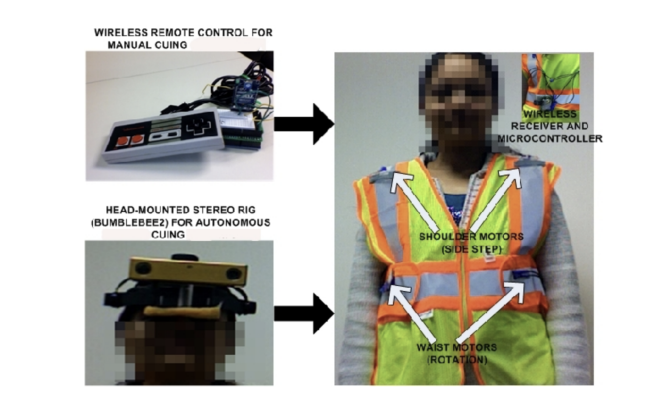 WIRELESS REMOTE CONTROL FOR
MANUAL CUING
HEAD-MOUNTED STEREO RIG
(BUMBLEBEE2) FOR AUTONOMOUS
CUING
WIRELESS
RECEIVER AND
MICROCONTROLLER
SHOULDER MOTORS
(SIDE STEP)
WAIST MOTORS
(ROTATION)